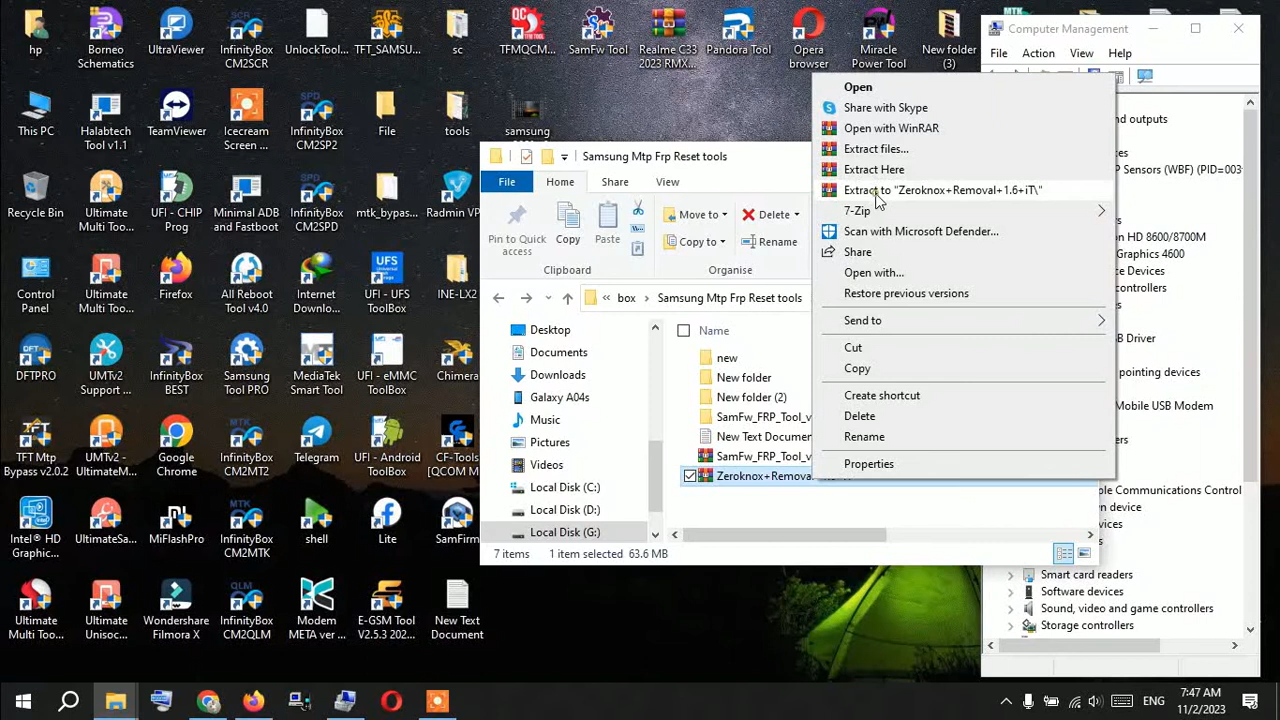 hp
Borneo
Schematics
UltraViewer
InfinityBox
CM2SCR
UnlockTool...
TFT_SAMSU...
sc
TFMQCM...
SamFw Tool
Realme C33
2023 RMX...
Pandora Tool
Opera
browser
Miracle
Power Tool
New folder
(3)
This PC
Halabtech
Tool v1.1
TeamViewer
Icecream
Screen ...
InfinityBox
CM2SP2
File
tools
samsung
Recycle Bin
UFI - CHIP
Prog
Minimal ADB
and Fastboot
InfinityBox
CM2SPD
mtk_bypas...
Radmin VP
Control
Panel
Ultimate
Multi Too...
Firefox
All Reboot
Tool v4.0
Internet
Downlo...
UFI - UFS
ToolBox
INE-LX2
DFTPRO
UMTv2
Support ...
InfinityBox
BEST
Samsung
Tool PRO
MediaTek
Smart Tool
UFI - eMMC
ToolBox
Chimera
TFT Mtp
Bypass v2.0.2
UMTv2 -
UltimateM...
Google
Chrome
InfinityBox
CM2MT2
Telegram
UFI - Android
ToolBox
CF-Tools
[QCOM M
Intel® HD
Graphic...
UltimateSa...
MiFlashPro
InfinityBox
CM2MTK
shell
Lite
SamFirm
Ultimate
Multi Too...
Ultimate
Unisoc...
Wondershare
Filmora X
InfinityBox
CM2QLM
Modem
META ver ...
E-GSM Tool
V2.5.3 202...
New Text
Document
Samsung Mtp Frp Reset tools
File
Home
Share
View
Pin to Quick
access
Copy
Paste
Move to
Copy to
Delete
Rename
Clipboard
Organise
box
Samsung Mtp Frp Reset tools
Desktop
Documents
Downloads
Galaxy A04s
Music
Pictures
Videos
Local Disk (C:)
Local Disk (D:)
Local Disk (G:)
Name
new
New folder
New folder (2)
SamFw_FRP_Tool_v
New Text Documen
SamFw_FRP_Tool_v
Zeroknox+Remova
7 items
1 item selected 63.6 MB
Open
Share with Skype
Open with WinRAR
Extract files...
Extract Here
Extract to "Zeroknox+Removal+1.6+iT\"
7-Zip
Scan with Microsoft Defender...
Share
Open with...
Restore previous versions
Send to
Cut
Copy
Create shortcut
Delete
Rename
Properties
Computer Management
File
Action
View
Help
and outputs
P Sensors (WBF) (PID=003
on HD 8600/8700M
Graphics 4600
e Devices
SB Driver
pointing devices
Mobile USB Modem
le Communications Control
n device
Smart card readers
Software devices
Sound, video and game controllers
Storage controllers
ENG
7:47 AM
11/2/2023